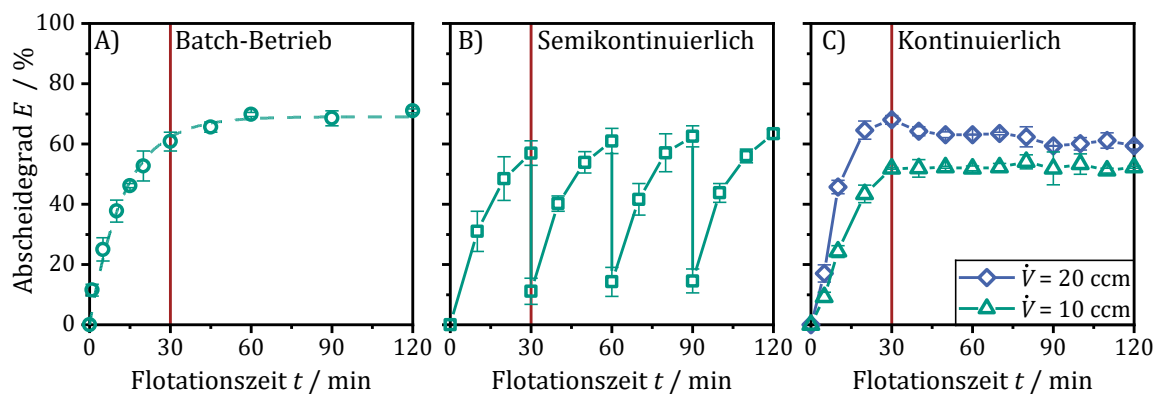 Abscheidegrad E / %
100
80
60
40
20
0
A) Batch-Betrieb
0 30 60 90 120
Flotationszeit t / min
B) Semikontinuierlich
0 30 60 90 120
Flotationszeit t / min
C) Kontinuierlich
V̇ = 20 ccm
V̇ = 10 ccm
0 30 60 90 120
Flotationszeit t / min